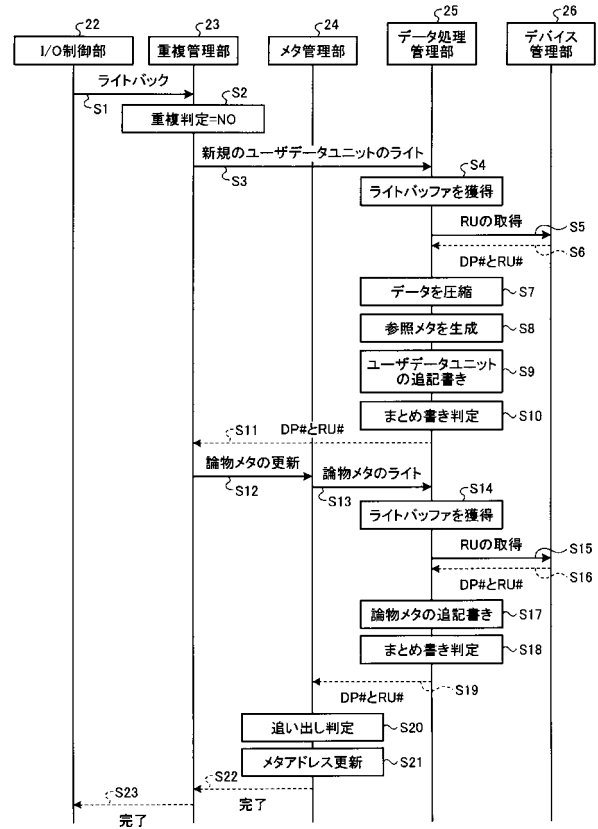 22
23
24
25
26
I/O制御部
重複管理部
メタ管理部
データ処理
管理部
デバイス
管理部
ライトバック
S1
S2
重複判定=NO
新規のユーザデータユニットのライト
S3
S4
ライトバッファを獲得
RUの取得
S5
S6
DP#とRU#
データを圧縮
S7
参照メタを生成
S8
ユーザデータユニット
の追記書き
S9
まとめ書き判定
S10
S11
DP#とRU#
論物メタの更新
S12
論物メタのライト
S13
S14
ライトバッファを獲得
RUの取得
S15
S16
DP#とRU#
論物メタの追記書き
S17
まとめ書き判定
S18
S19
DP#とRU#
追い出し判定
S20
メタアドレス更新
S21
S22
完了
S23
完了